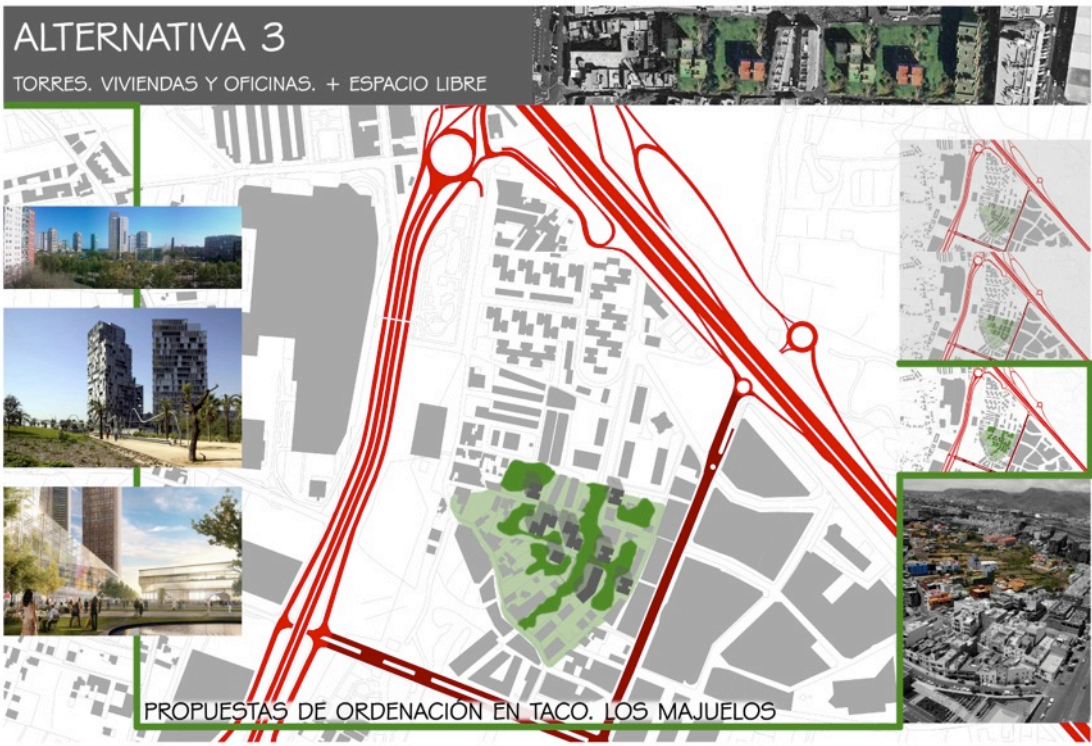 ALTERNATIVA 3
TORRES. VIVIENDAS Y OFICINAS. + ESPACIO LIBRE
PROPUESTAS DE ORDENACIÓN EN TACO. LOS MAJUELOS